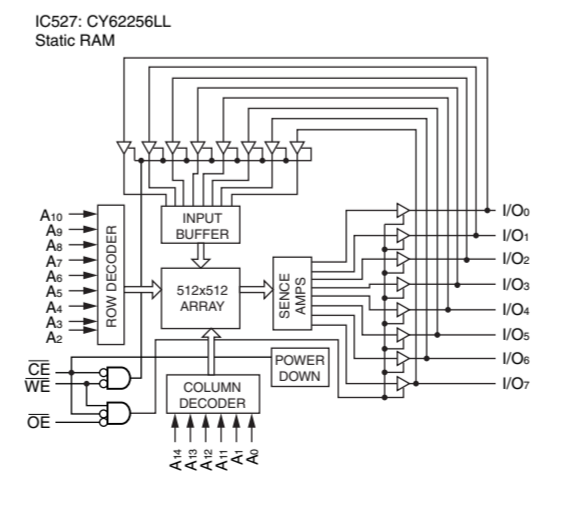 IC527: CY62256LL
Static RAM
INPUT
BUFFER
A10
A9
A8
A7
A6
A5
A4
A3
A2
ROW DECODER
512x512
ARRAY
SENCE
AMPS
I/O0
I/O1
I/O2
I/O3
I/O4
I/O5
I/O6
I/O7
CE
WE
OE
POWER
DOWN
COLUMN
DECODER
A14
A13
A12
A11
A1
A0